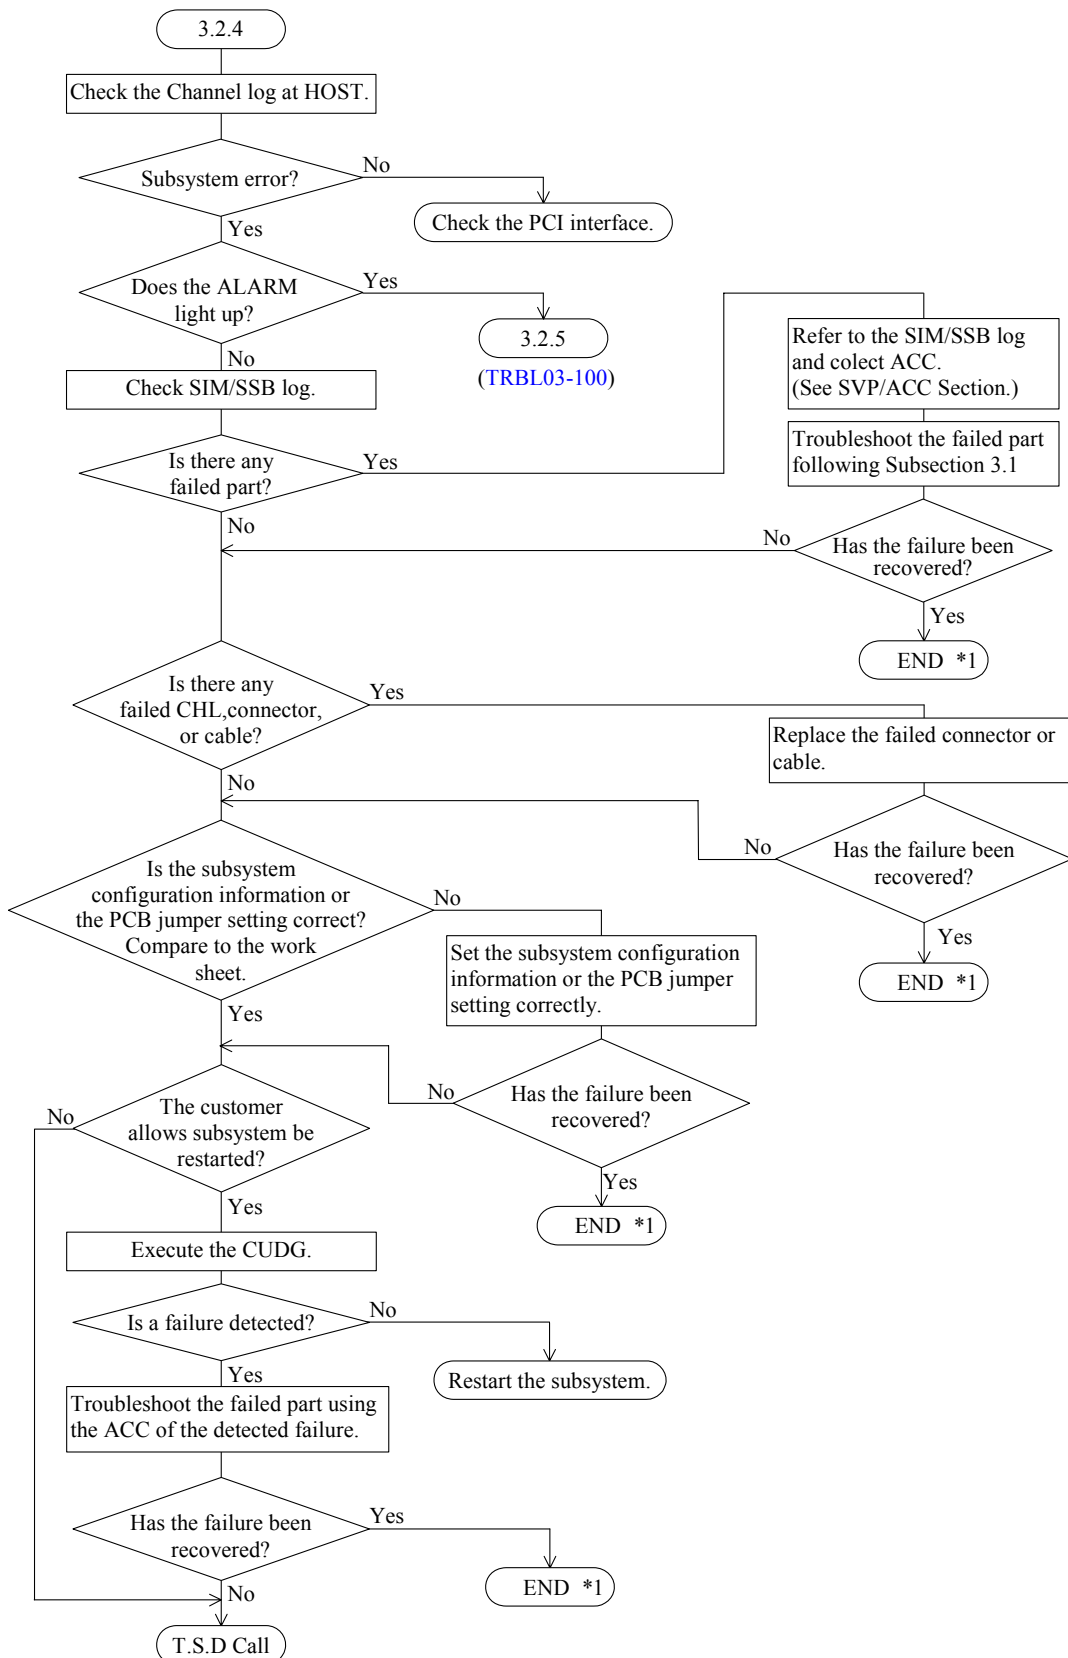 3.2.4
Check the Channel log at HOST.
Subsystem error?
No
Check the PCI interface.
Yes
Does the ALARM
light up?
Yes
3.2.5
(TRBL03-100)
No
Check SIM/SSB log.
Is there any
failed part?
Yes
Refer to the SIM/SSB log
and colect ACC.
(See SVP/ACC Section.)
Troubleshoot the failed part
following Subsection 3.1
No
Has the failure been
recovered?
No
Yes
END *1
Is there any
failed CHL,connector,
or cable?
Yes
Replace the failed connector or
cable.
No
Has the failure been
recovered?
No
Yes
END *1
Is the subsystem
configuration information or
the PCB jumper setting correct?
Compare to the work
sheet.
No
Set the subsystem configuration
information or the PCB jumper
setting correctly.
Yes
Has the failure been
recovered?
No
Yes
END *1
The customer
allows subsystem be
restarted?
No
Yes
Execute the CUDG.
Is a failure detected?
No
Restart the subsystem.
Yes
Troubleshoot the failed part using
the ACC of the detected failure.
Has the failure been
recovered?
Yes
END *1
No
T.S.D Call